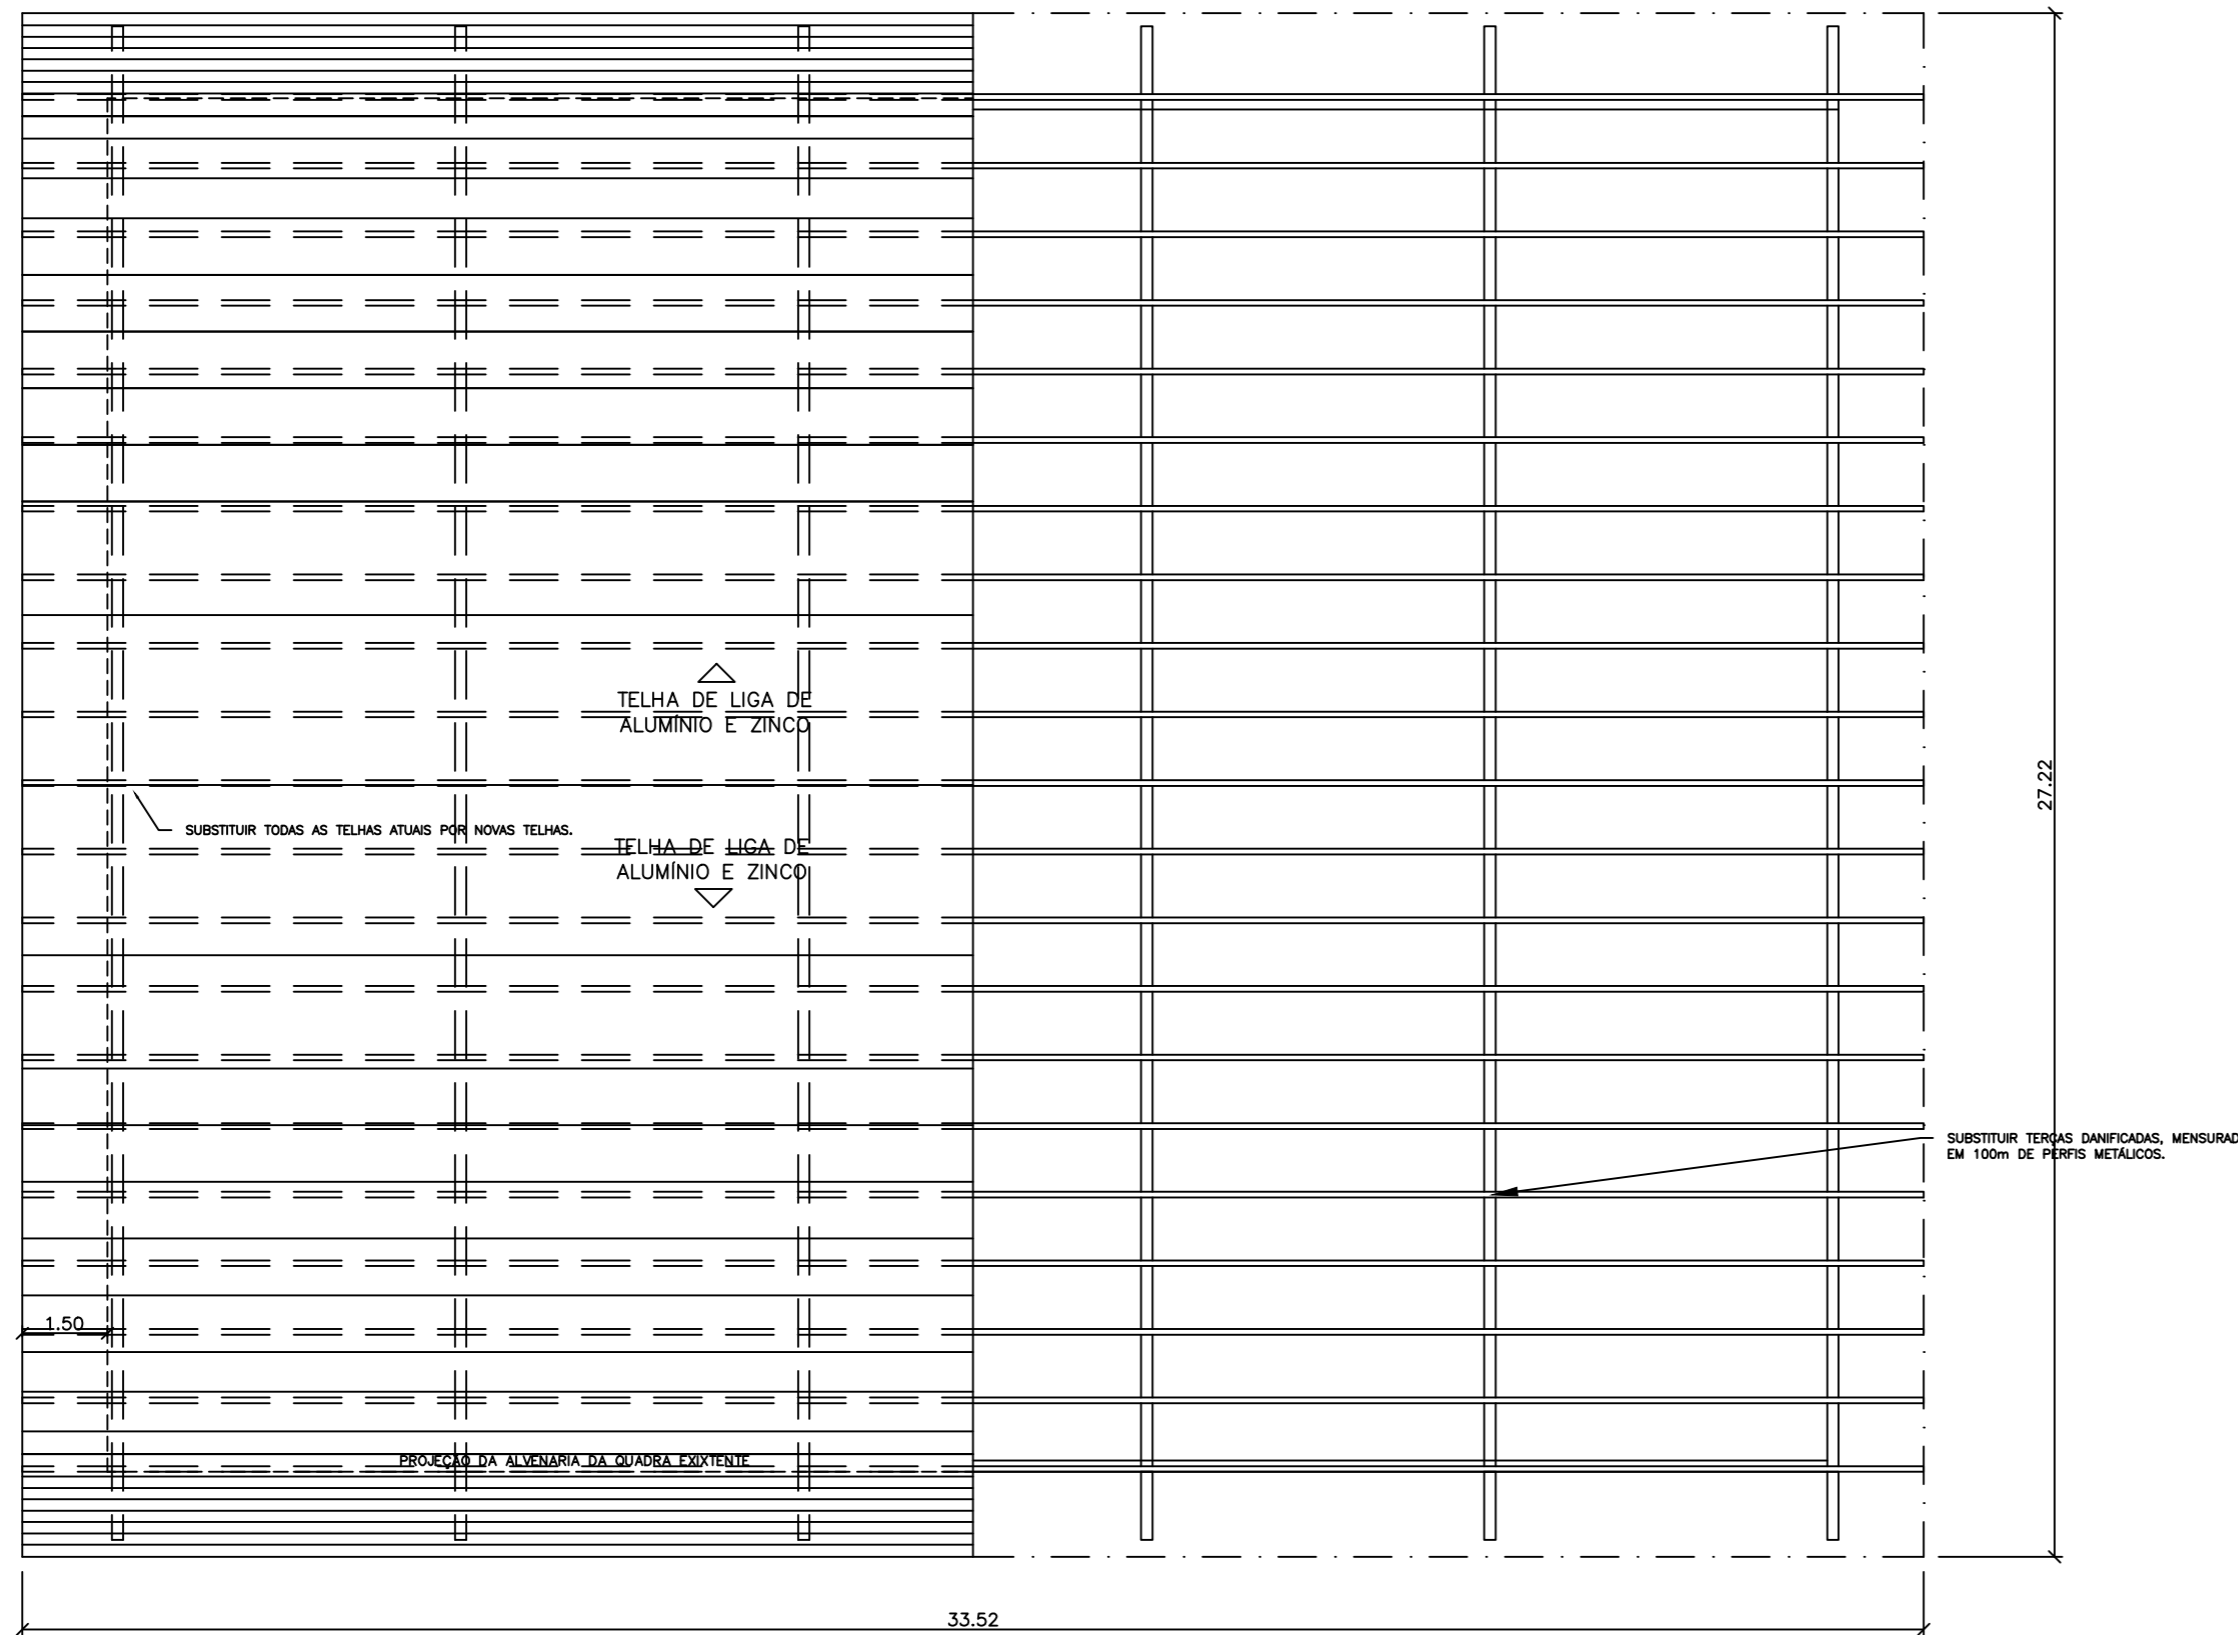 TELHA DE LIGA DE
ALUMÍNIO E ZINCO
27.22
SUBSTITUIR TODAS AS TELHAS ATUAIS POR NOVAS TELHAS.
TELHA DE LIGA DE
ALUMÍNIO E ZINCO
SUBSTITUIR TERÇAS DANIFICADAS, MENSURAD
EM 100m DE PERFIS METÁLICOS.
1.50
PROJEÇÃO DA ALVENARIA DA QUADRA EXIXTENTE
33.52